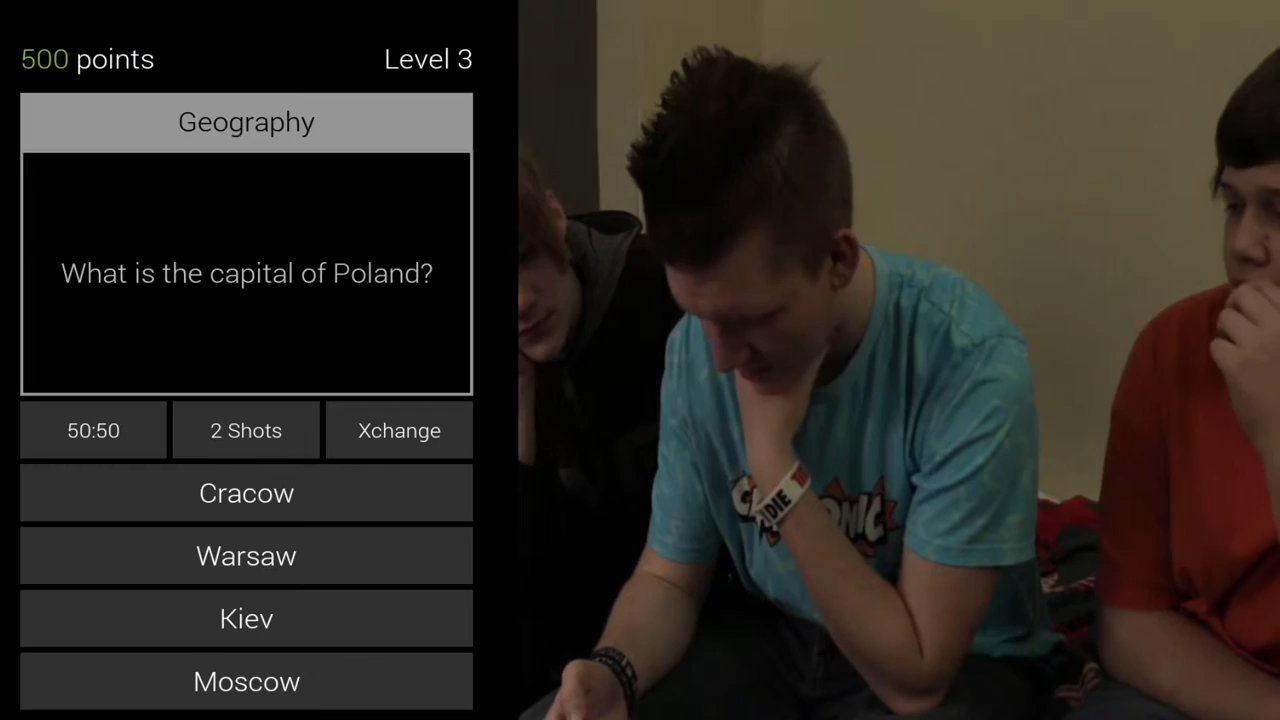 500 points
Level 3
Geography
What is the capital of Poland?
50:50
2 Shots
Xchange
Cracow
Warsaw
Kiev
Moscow
DIE